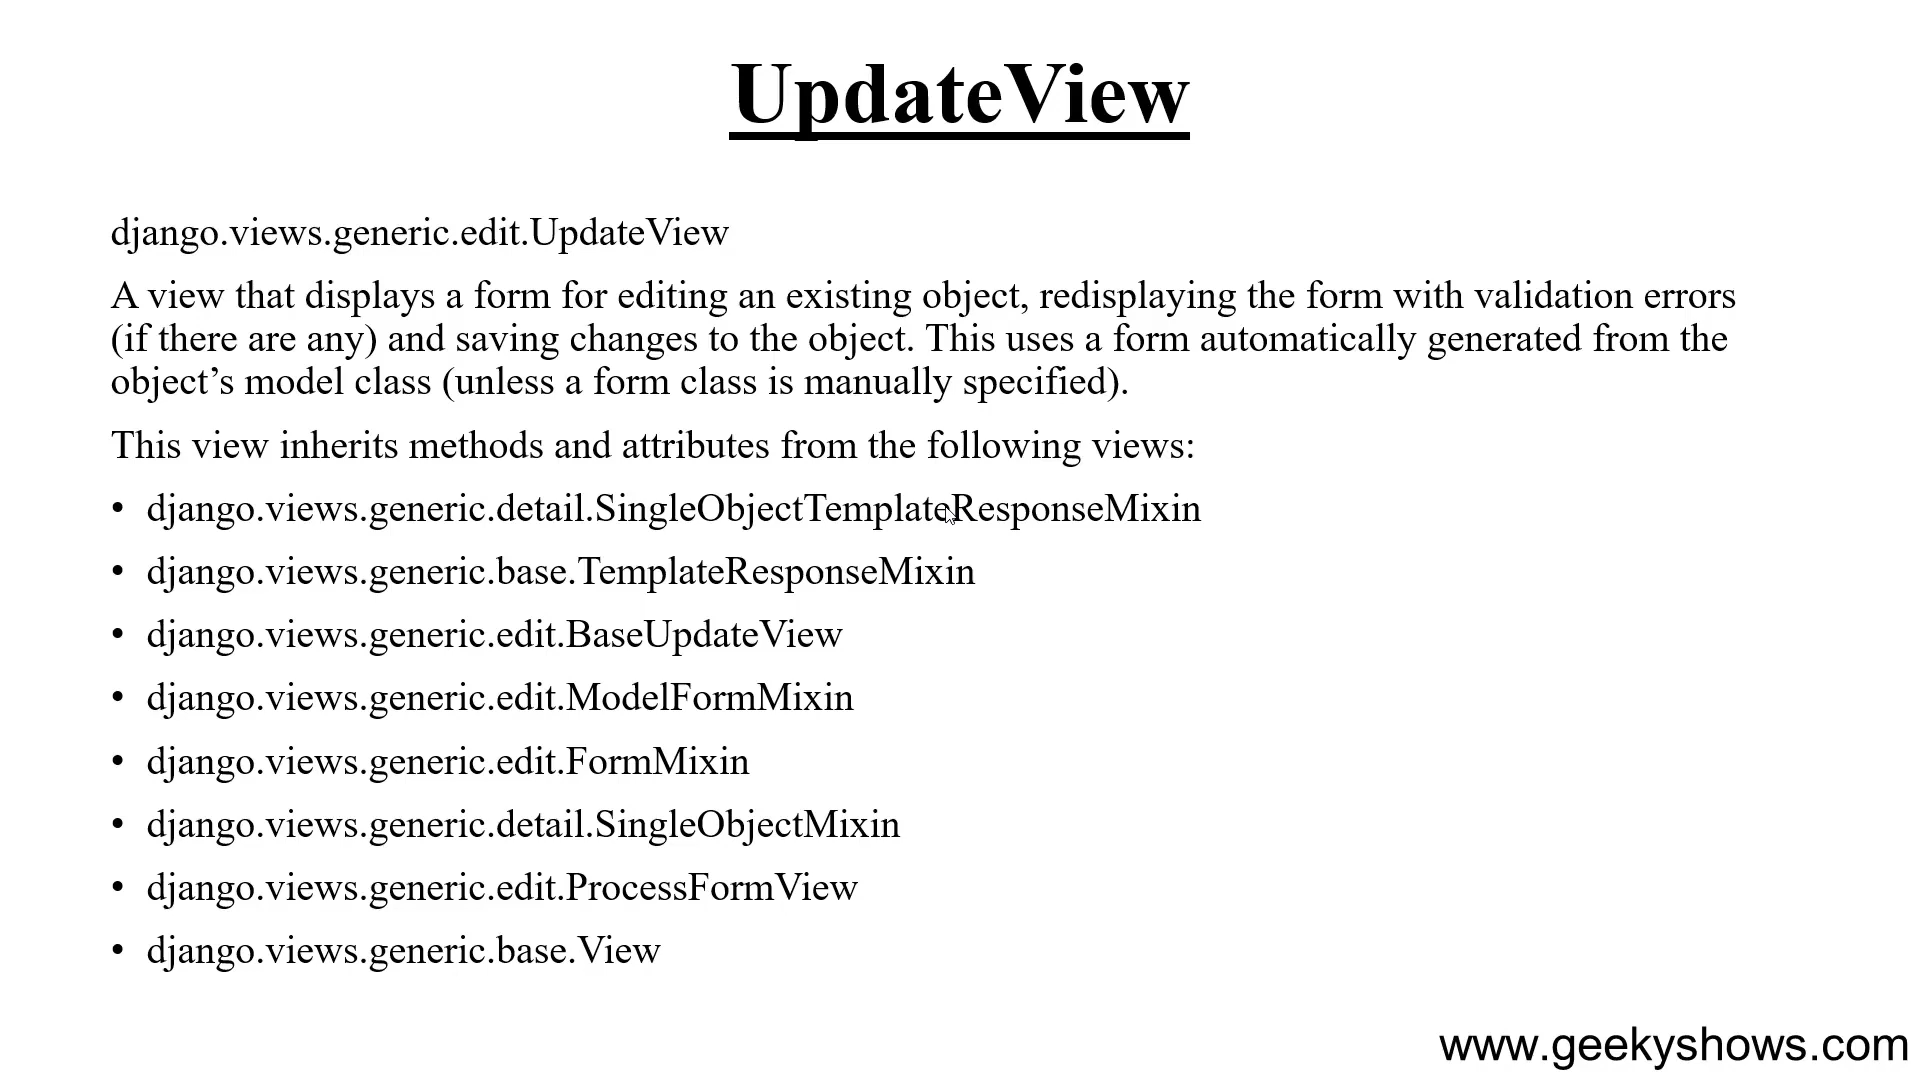 UpdateView
django.views.generic.edit.UpdateView
A view that displays a form for editing an existing object, redisplaying the form with validation errors
(if there are any) and saving changes to the object. This uses a form automatically generated from the
object’s model class (unless a form class is manually specified).
This view inherits methods and attributes from the following views:
• django.views.generic.detail.SingleObjectTemplateResponseMixin
• django.views.generic.base.TemplateResponseMixin
• django.views.generic.edit.BaseUpdateView
• django.views.generic.edit.ModelFormMixin
• django.views.generic.edit.FormMixin
• django.views.generic.detail.SingleObjectMixin
• django.views.generic.edit.ProcessFormView
• django.views.generic.base.View
www.geekyshows.com